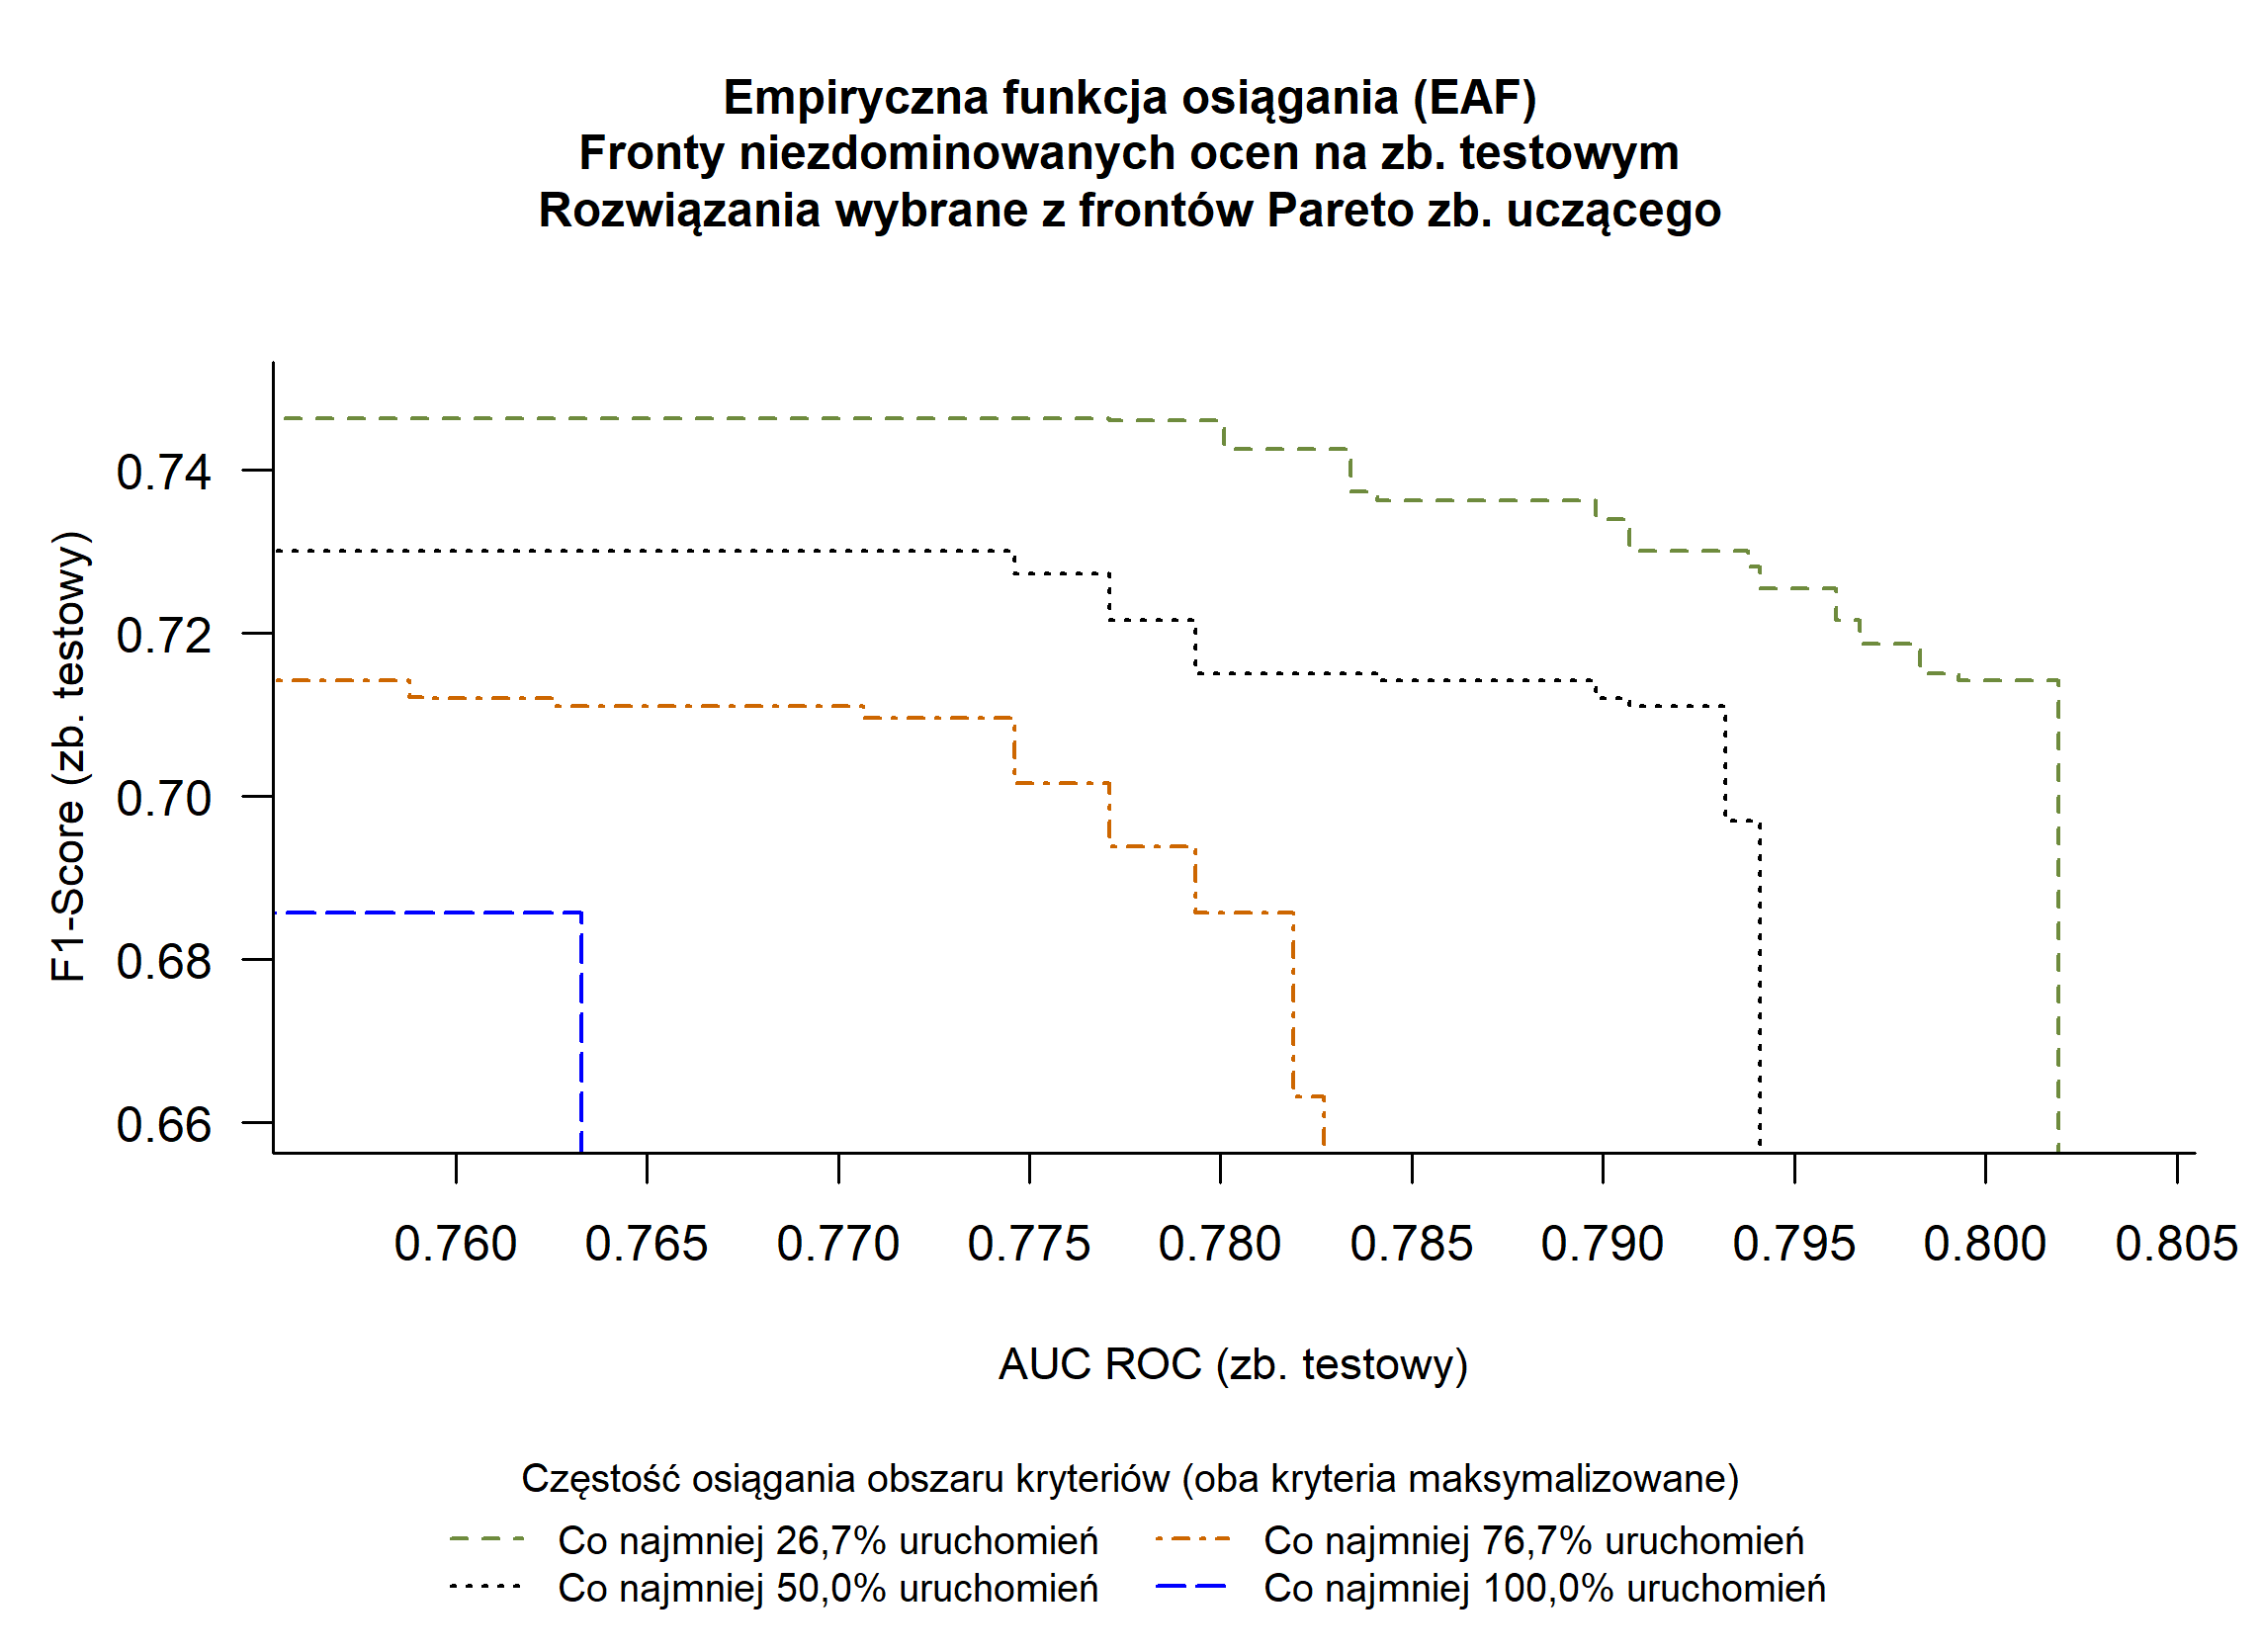 Empiryczna funkcja osiągania (EAF)
Fronty niezdominowanych ocen na zb. testowym
Rozwiązania wybrane z frontów Pareto zb. uczącego
F1-Score (zb. testowy)
0.74
0.72
0.70
0.68
0.66
0.760 0.765 0.770 0.775 0.780 0.785 0.790 0.795 0.800 0.805
AUC ROC (zb. testowy)
Częstość osiągania obszaru kryteriów (oba kryteria maksymalizowane)
Co najmniej 26,7% uruchomień Co najmniej 76,7% uruchomień
Co najmniej 50,0% uruchomień Co najmniej 100,0% uruchomień